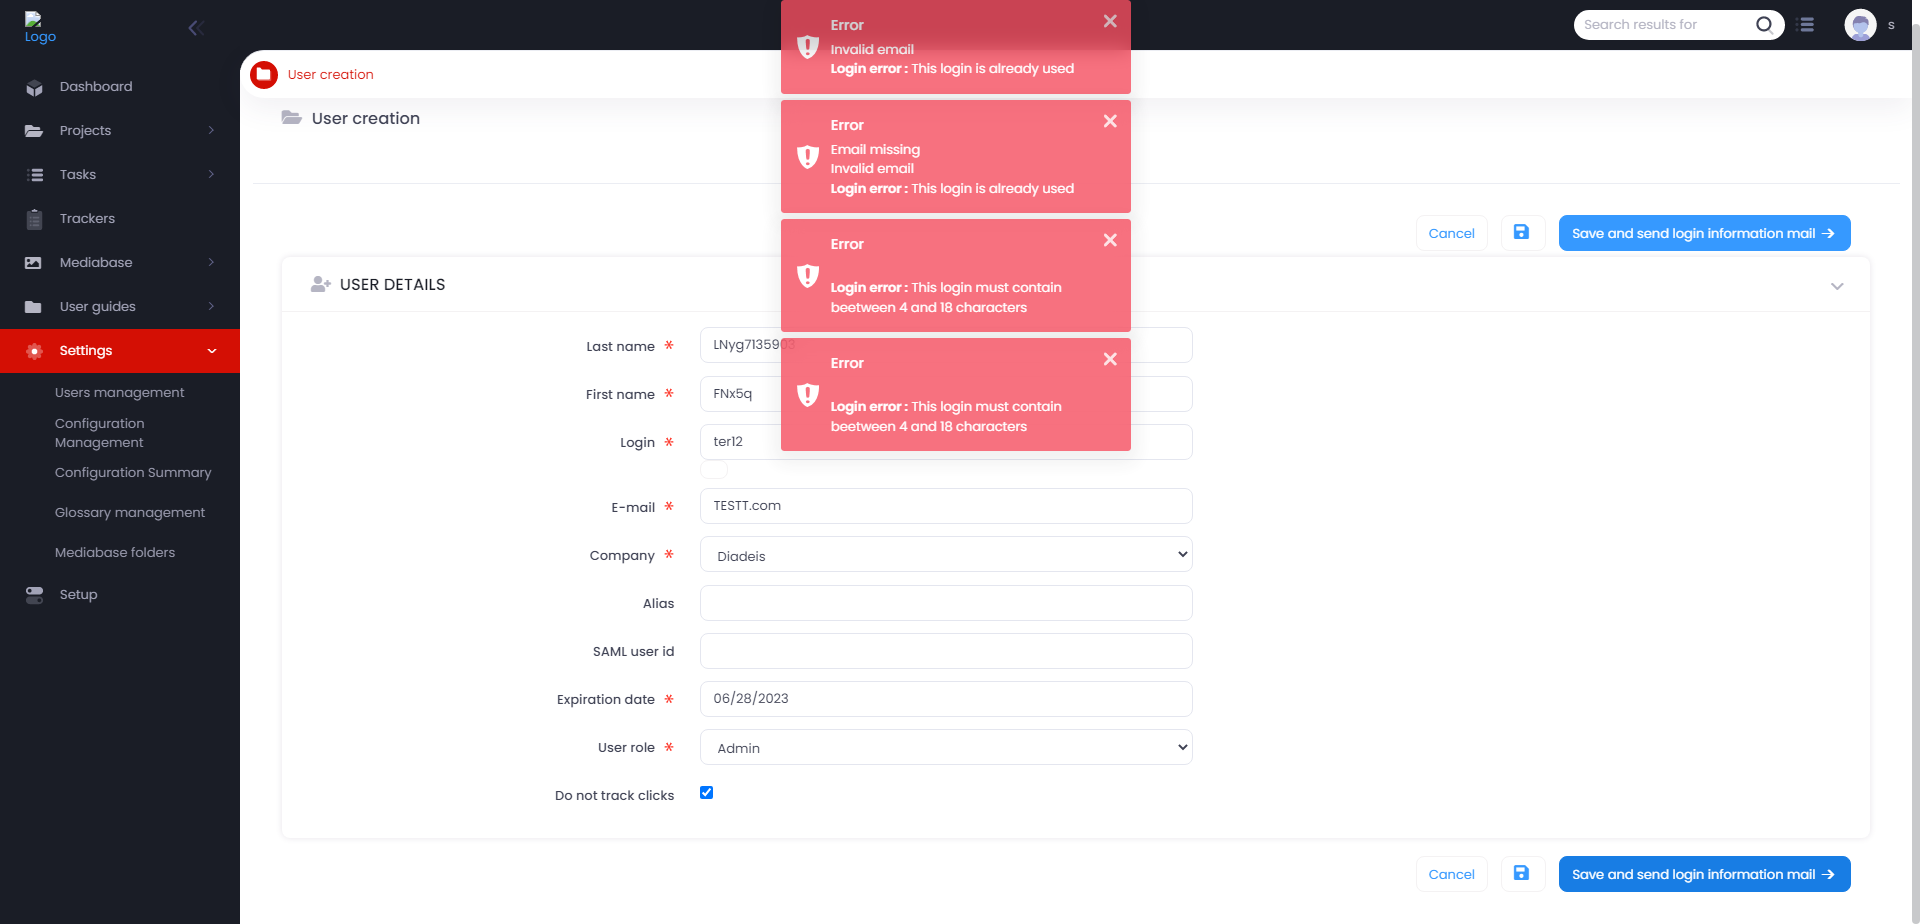 Logo
Search results for
s
Dashboard
Projects
Tasks
Trackers
Mediabase
User guides
Settings
Users management
Configuration
Management
Configuration Summary
Glossary management
Mediabase folders
Setup
User creation
User creation
Error
Invalid email
Login error : This login is already used
Error
Email missing
Invalid email
Login error : This login is already used
Error
Login error : This login must contain
beetween 4 and 18 characters
Error
Login error : This login must contain
beetween 4 and 18 characters
Cancel
Save and send login information mail
USER DETAILS
Last name * LNyg7135903
First name * FNx5q
Login * ter12
E-mail * TESTT.com
Company * Diadeis
Alias
SAML user id
Expiration date * 06/28/2023
User role * Admin
Do not track clicks
Cancel
Save and send login information mail